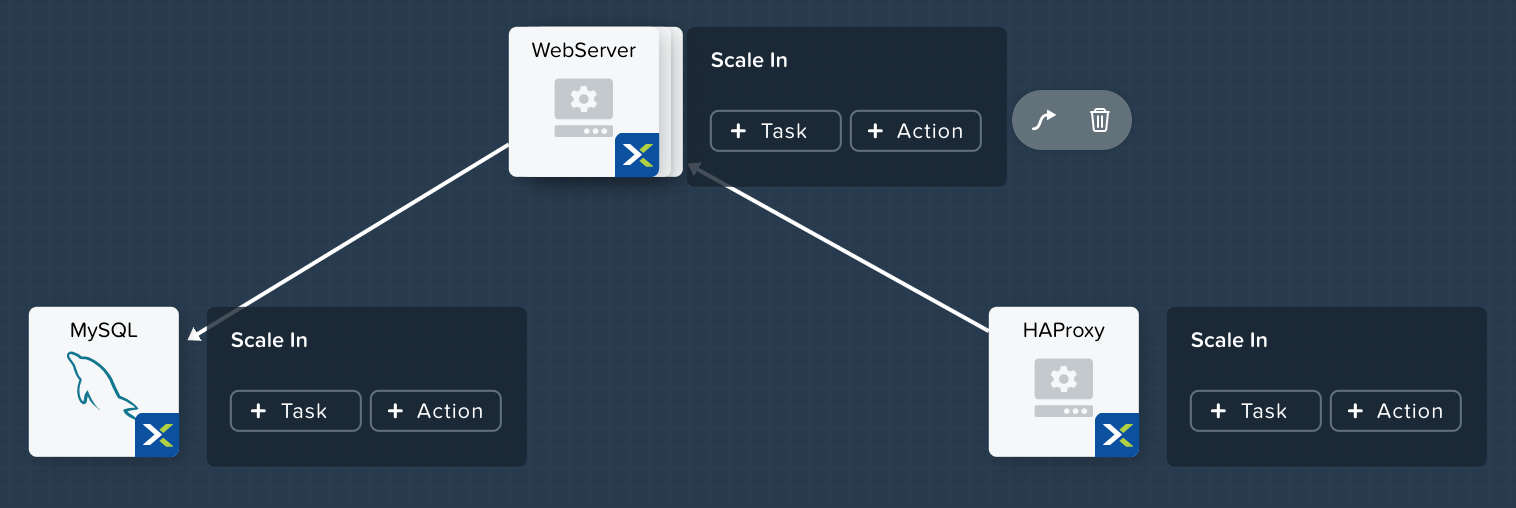 WebServer
Scale In
+ Task
+ Action
MySQL
Scale In
+ Task
+ Action
HAProxy
Scale In
+ Task
+ Action